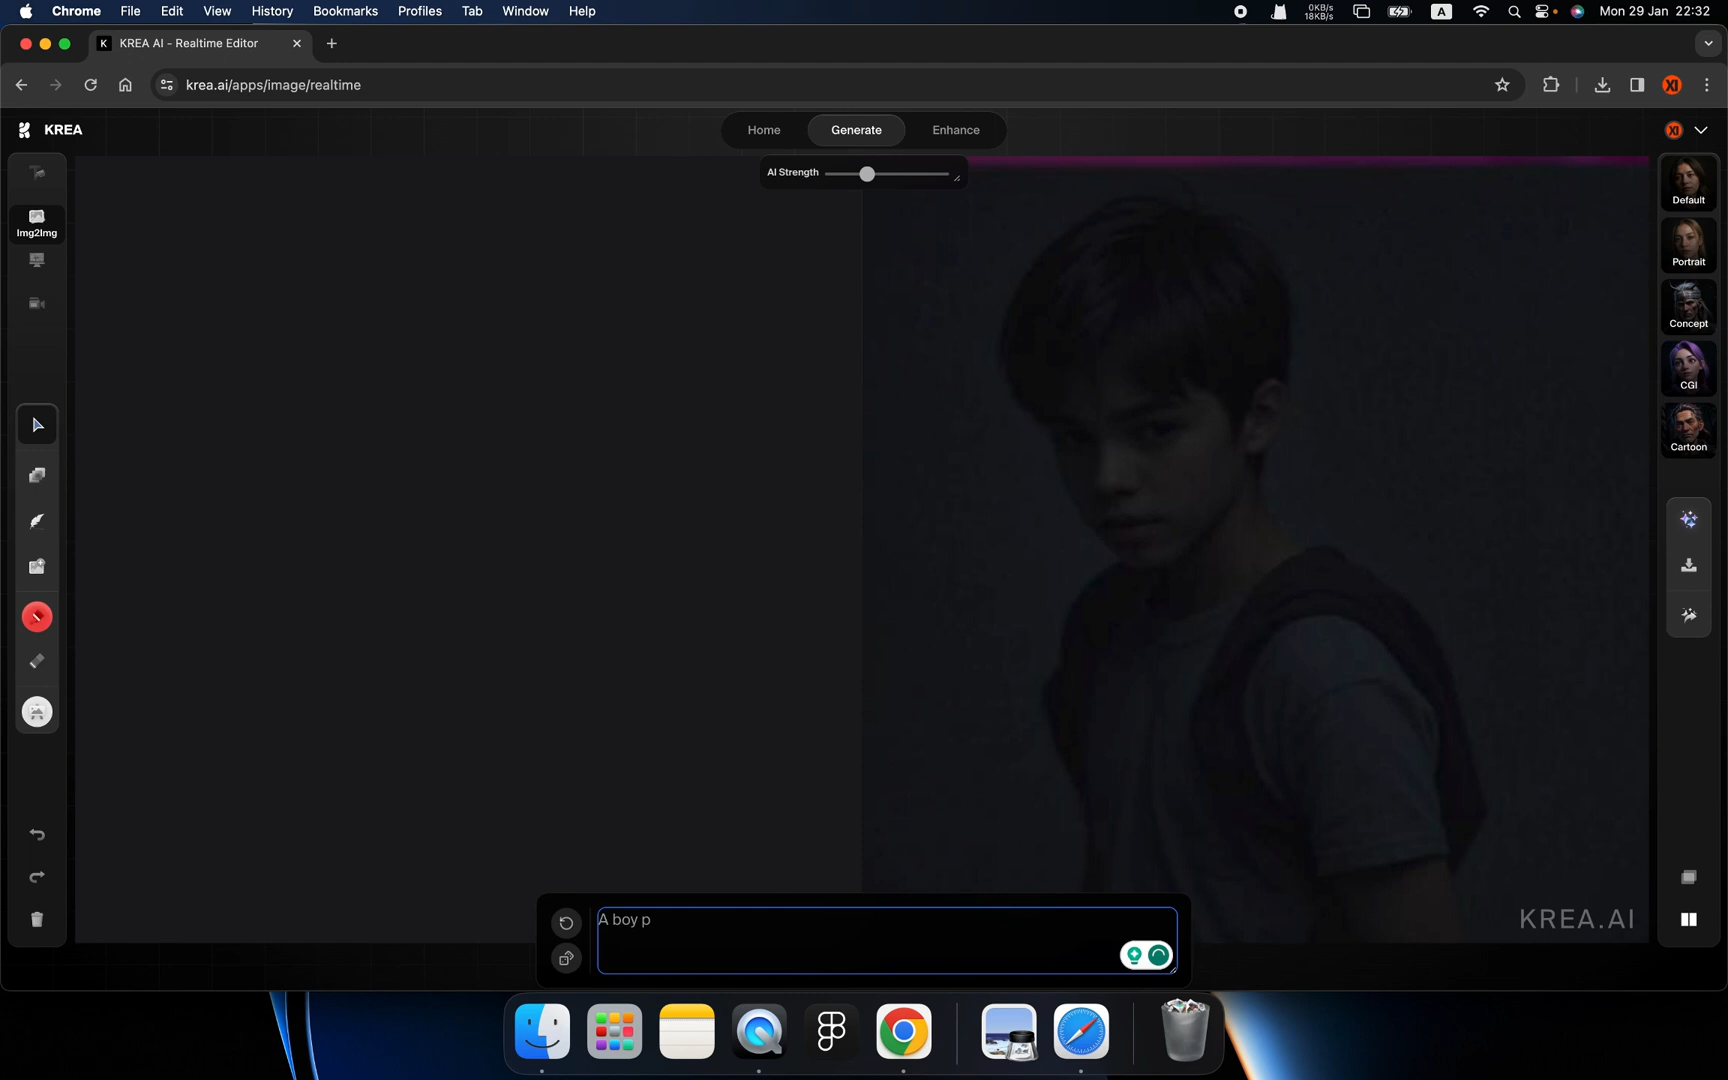 Chrome File Edit View History Bookmarks Profiles Tab Window Help
0KB/s
18KB/s
A
Mon 29 Jan 22:32
K KREA AI - Realtime Editor
krea.ai/apps/image/realtime
XI
KREA
Home Generate Enhance
XI
AI Strength
Img2Img
Default
Portrait
Concept
CGI
Cartoon
A boy p
KREA.AI